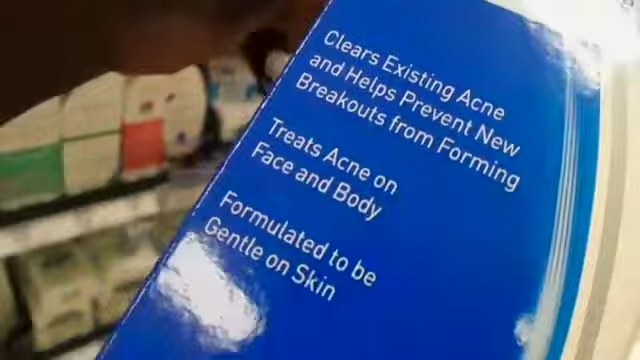 Clears Existing Acne
and Helps Prevent New
Breakouts from Forming
Treats Acne on
Face and Body
Formulated to be
Gentle on Skin